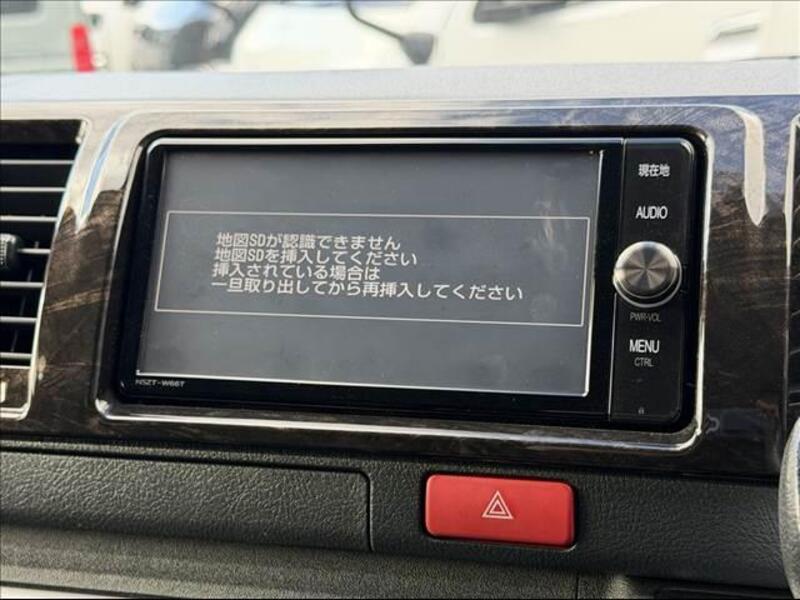 現在地
AUDIO
地図SDが認識できません
地図SDを挿入してください
挿入されている場合は
一旦取り出してから再挿入してください
PWR-VOL
MENU
CTRL
NSZT-W66T